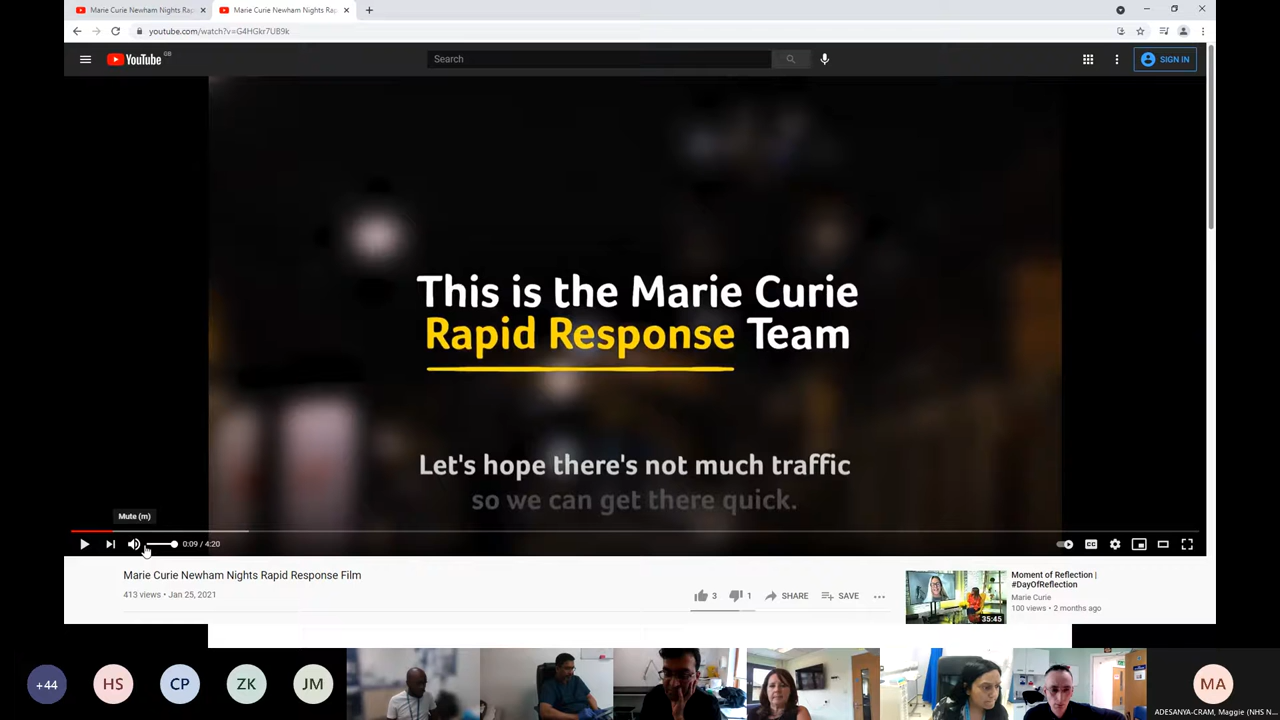 Marie Curie Newham Nights Rap
Marie Curie Newham Nights Rap
youtube.com/watch?v=G4HGkr7UB9k
YouTube GB
Search
SIGN IN
This is the Marie Curie
Rapid Response Team
Let's hope there's not much traffic
so we can get there quick.
Mute (m)
0:09 / 4:20
CC
Marie Curie Newham Nights Rapid Response Film
413 views • Jan 25, 2021
3
1
SHARE
SAVE
35:45
Moment of Reflection |
#DayOfReflection
Marie Curie
100 views • 2 months ago
+44
HS
CP
ZK
JM
MA
ADESANYA-CRAM, Maggie (NHS N...